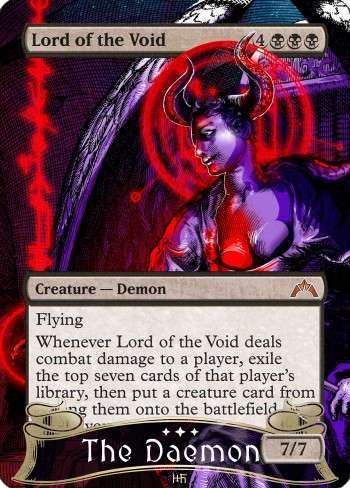 Lord of the Void 4
Creature — Demon
Flying
Whenever Lord of the Void deals
combat damage to a player, exile
the top seven cards of that player's
library, then put a creature card from
them onto the battlefield
7/7
The Daemon